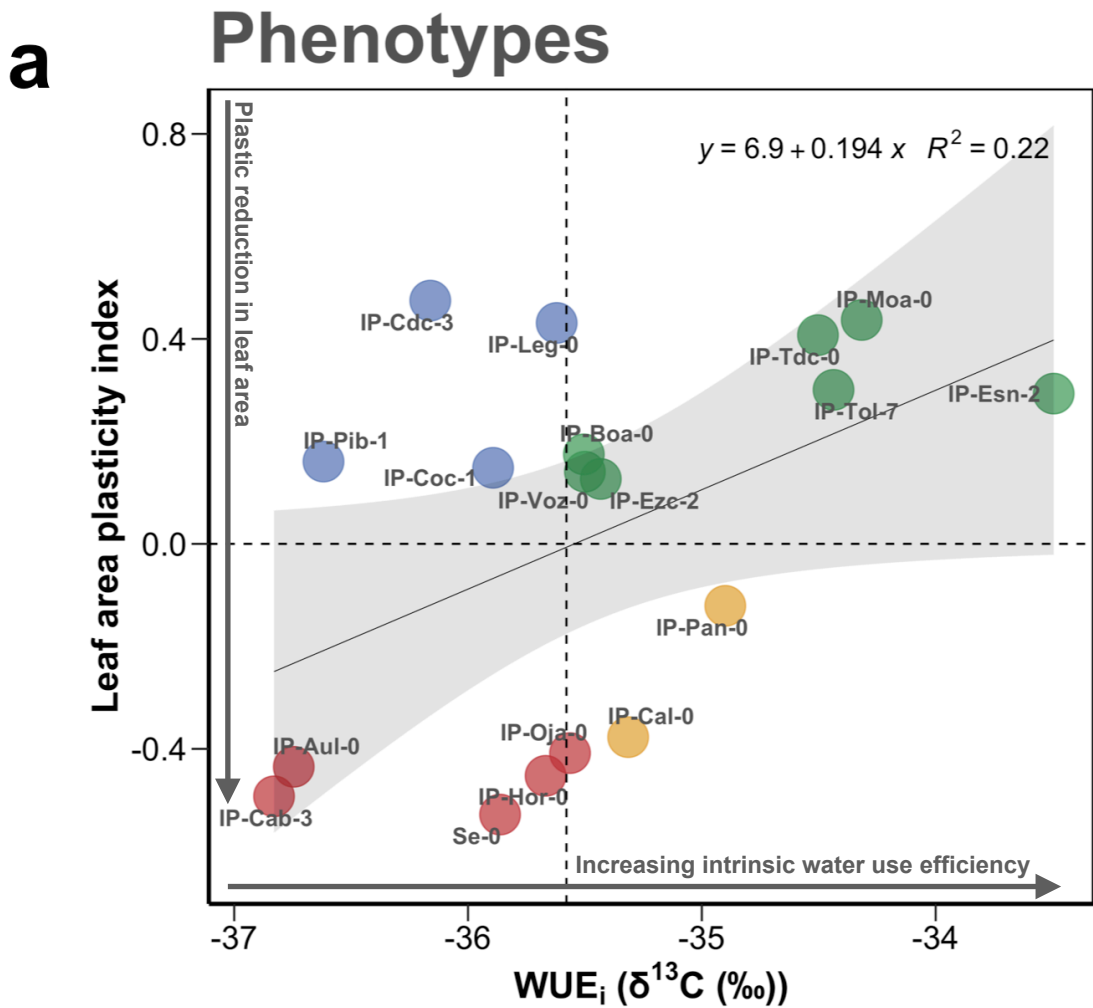 a
Phenotypes
Plastic reduction in leaf area
y = 6.9 + 0.194 x R² = 0.22
0.8
0.4
0.0
-0.4
Leaf area plasticity index
IP-Moa-0
IP-Cdc-3
IP-Leg-0
IP-Tdc-0
IP-Esn-2
IP-Tol-7
IP-Pib-1
IP-Boa-0
IP-Coc-1
IP-Voz-0
IP-Ezc-2
IP-Pan-0
IP-Cal-0
IP-Oja-0
IP-Aul-0
IP-Hor-0
IP-Cab-3
Se-0
Increasing intrinsic water use efficiency
-37
-36
-35
-34
WUEᵢ (δ¹³C (‰))